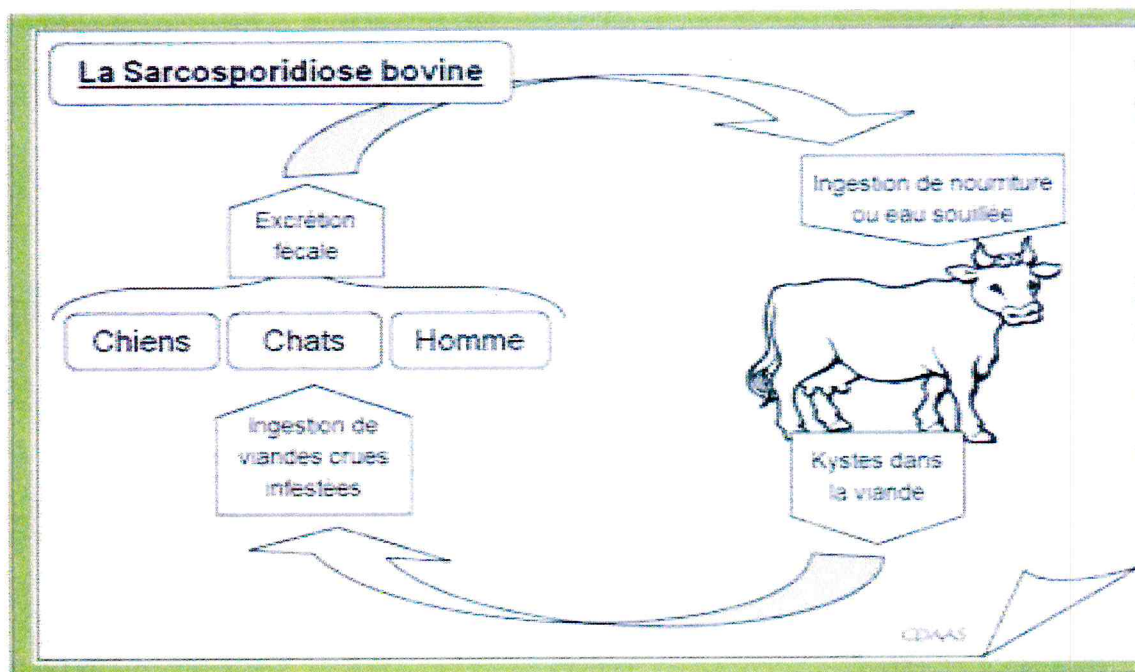 La Sarcosporidiose bovine
Ingestion de nourriture
ou eau souillée
Excrétion
fecale
Chiens
Chats
Homme
Ingestion de
viandes crues
infestées
Kystes dans
la viande
CDAAS